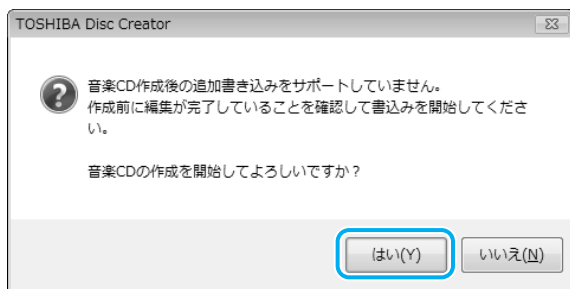 TOSHIBA Disc Creator
音楽CD作成後の追加書き込みをサポートしていません。
作成前に編集が完了していることを確認して書込みを開始してくださ
い。
音楽CDの作成を開始してよろしいですか?
はい(Y)
いいえ(N)